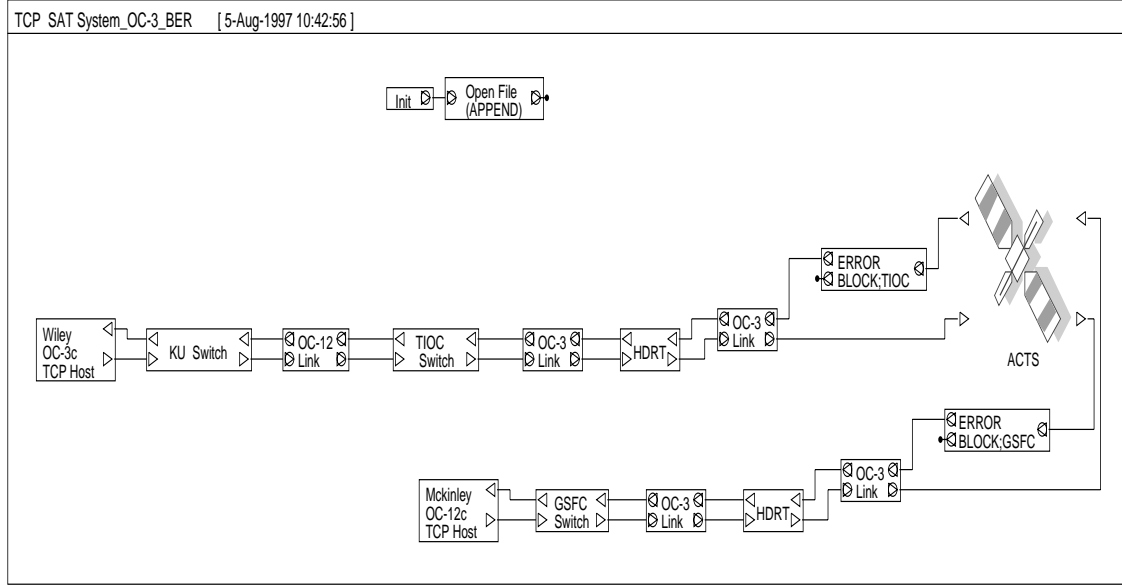 TCP SAT System_OC-3_BER [ 5-Aug-1997 10:42:56 ]
Init
Open File
(APPEND)
ERROR
BLOCK;TIOC
Wiley
OC-3c
TCP Host
KU Switch
OC-12
Link
TIOC
Switch
OC-3
Link
HDRT
OC-3
Link
ACTS
ERROR
BLOCK;GSFC
Mckinley
OC-12c
TCP Host
GSFC
Switch
OC-3
Link
HDRT
OC-3
Link